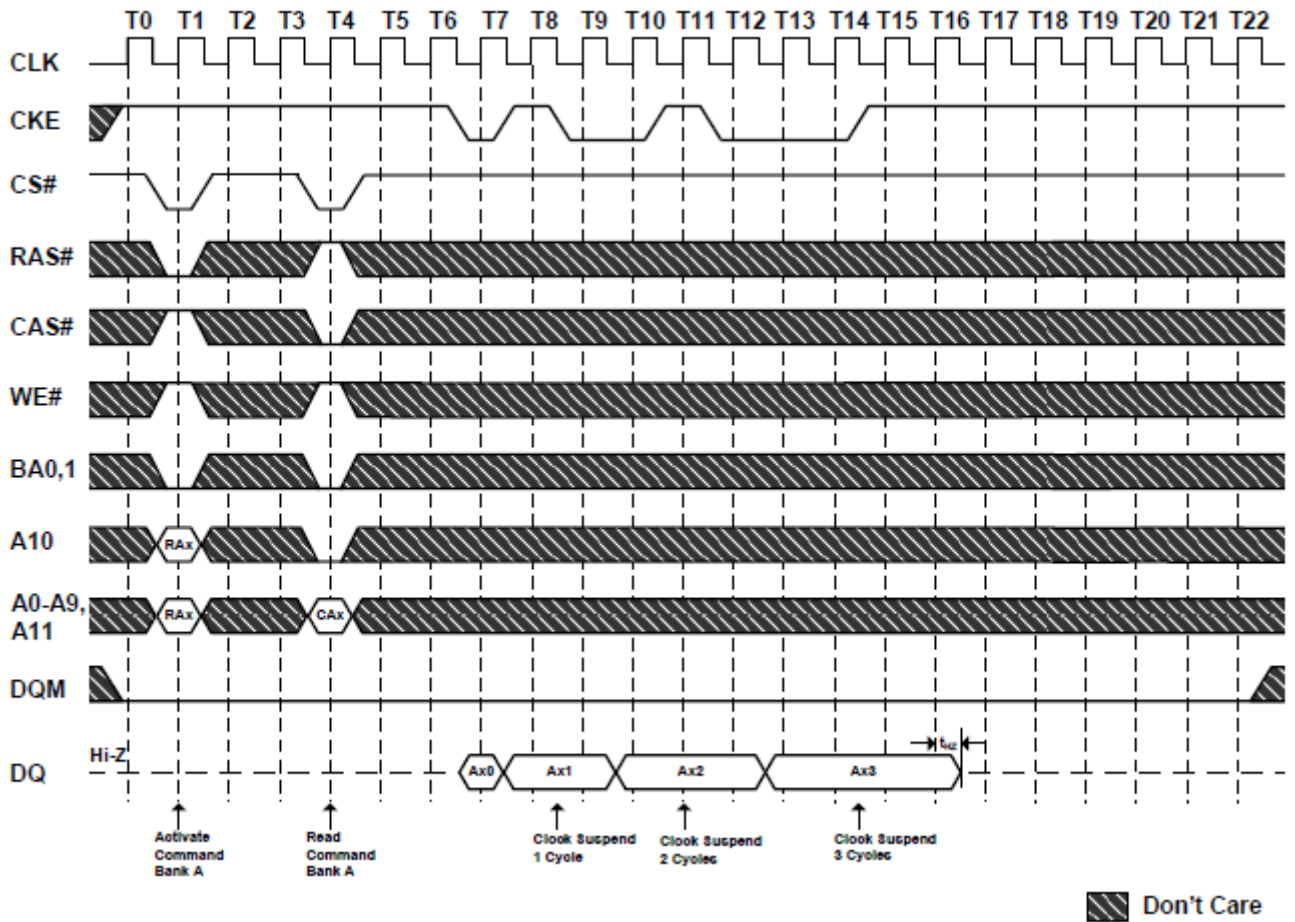 T0 T1 T2 T3 T4 T5 T6 T7 T8 T9 T10 T11 T12 T13 T14 T15 T16 T17 T18 T19 T20 T21 T22
CLK
CKE
CS#
RAS#
CAS#
WE#
BA0,1
A10 RAx
A0-A9, RAx CAx
A11
DQM
Hi-Z tHZ
DQ Ax0 Ax1 Ax2 Ax3
Activate
Command
Bank A
Read
Command
Bank A
Clook Suspend
1 Cycle
Clook Suspend
2 Cycles
Clook Suspend
3 Cycles
Don't Care